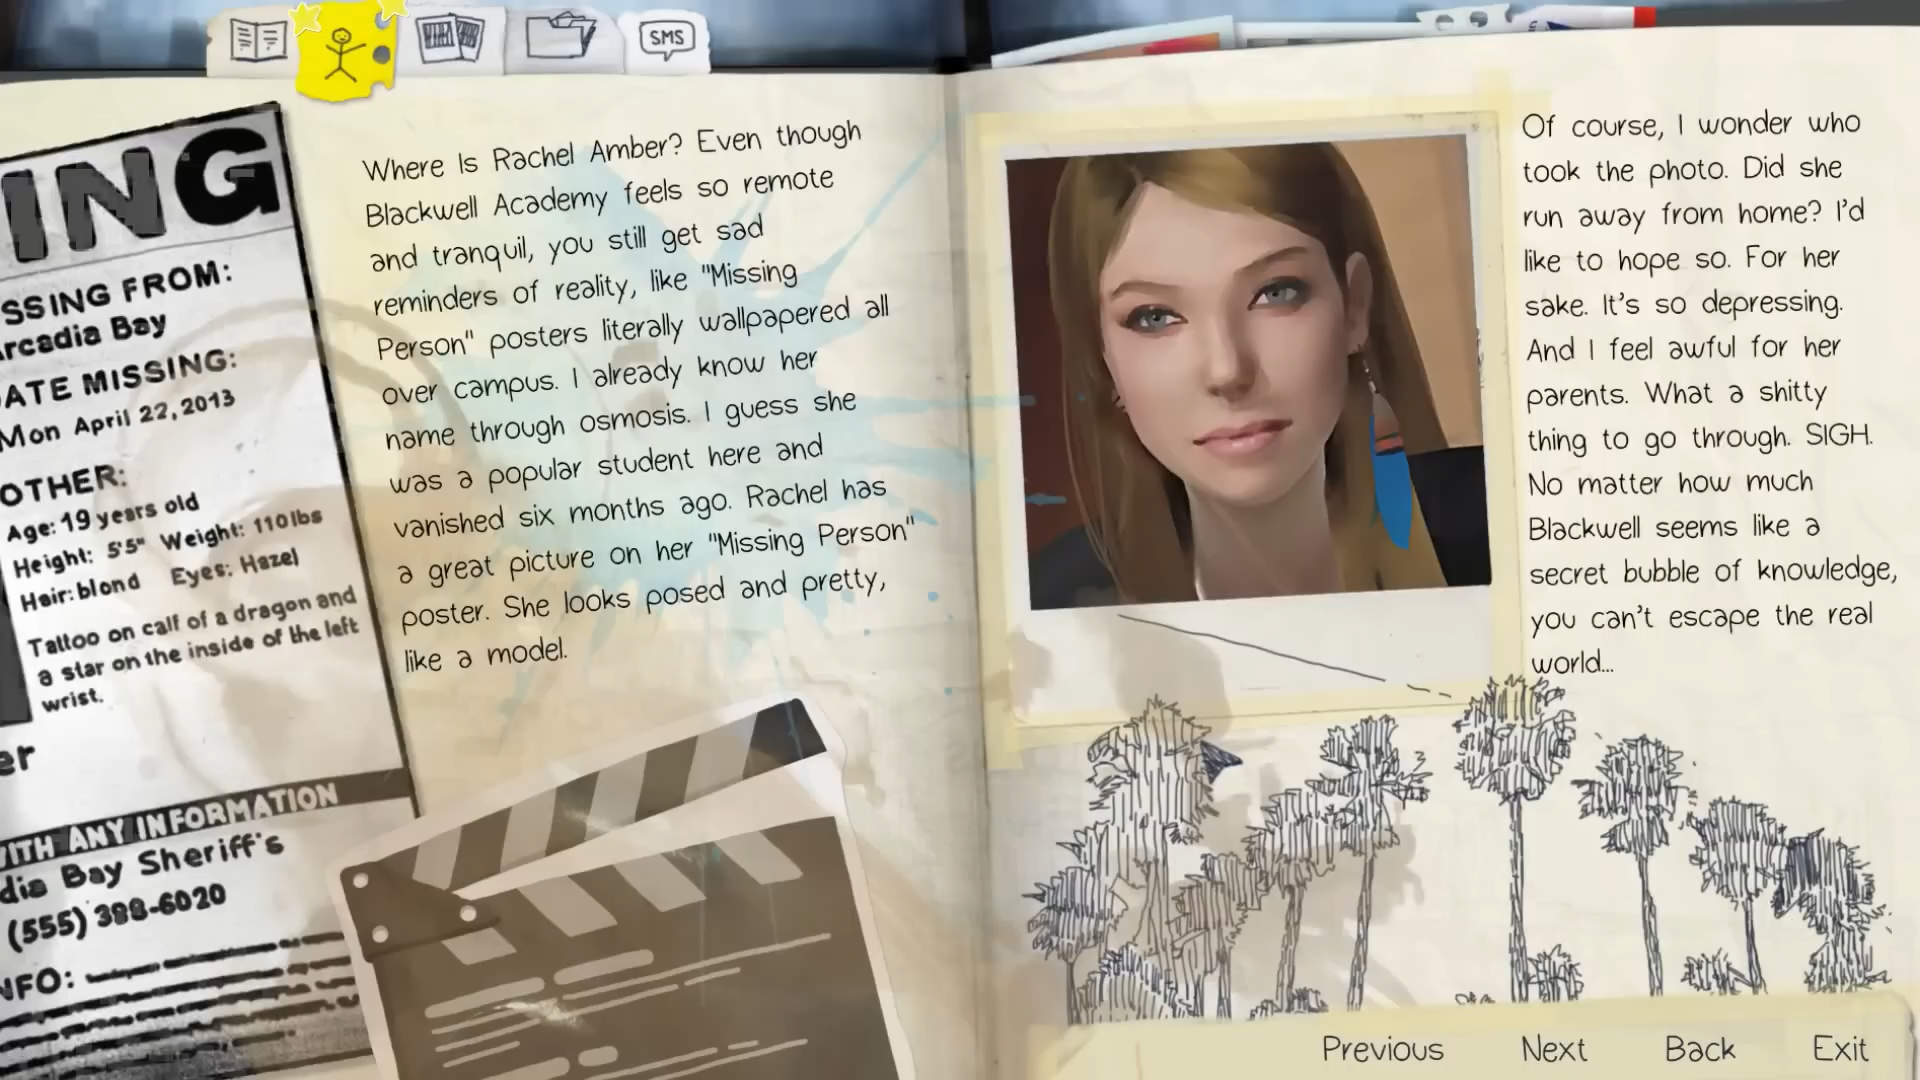 SMS
ING
SSING FROM:
Arcadia Bay
ATE MISSING:
Mon April 22, 2013
OTHER:
Age: 19 years old
Height: 5'5" Weight: 110lbs
Hair: blond Eyes: Hazel
Tattoo on calf of a dragon and
a star on the inside of the left
wrist.
er
WITH ANY INFORMATION
dia Bay Sheriff's
(555) 388-6020
NFO:
Where Is Rachel Amber? Even though
Blackwell Academy feels so remote
and tranquil, you still get sad
reminders of reality, like "Missing
Person" posters literally wallpapered all
over campus. I already know her
name through osmosis. I guess she
was a popular student here and
vanished six months ago. Rachel has
a great picture on her "Missing Person"
poster. She looks posed and pretty,
like a model.
Of course, I wonder who
took the photo. Did she
run away from home? I'd
like to hope so. For her
sake. It's so depressing.
And I feel awful for her
parents. What a shitty
thing to go through. SIGH.
No matter how much
Blackwell seems like a
secret bubble of knowledge,
you can't escape the real
world...
Previous Next Back Exit